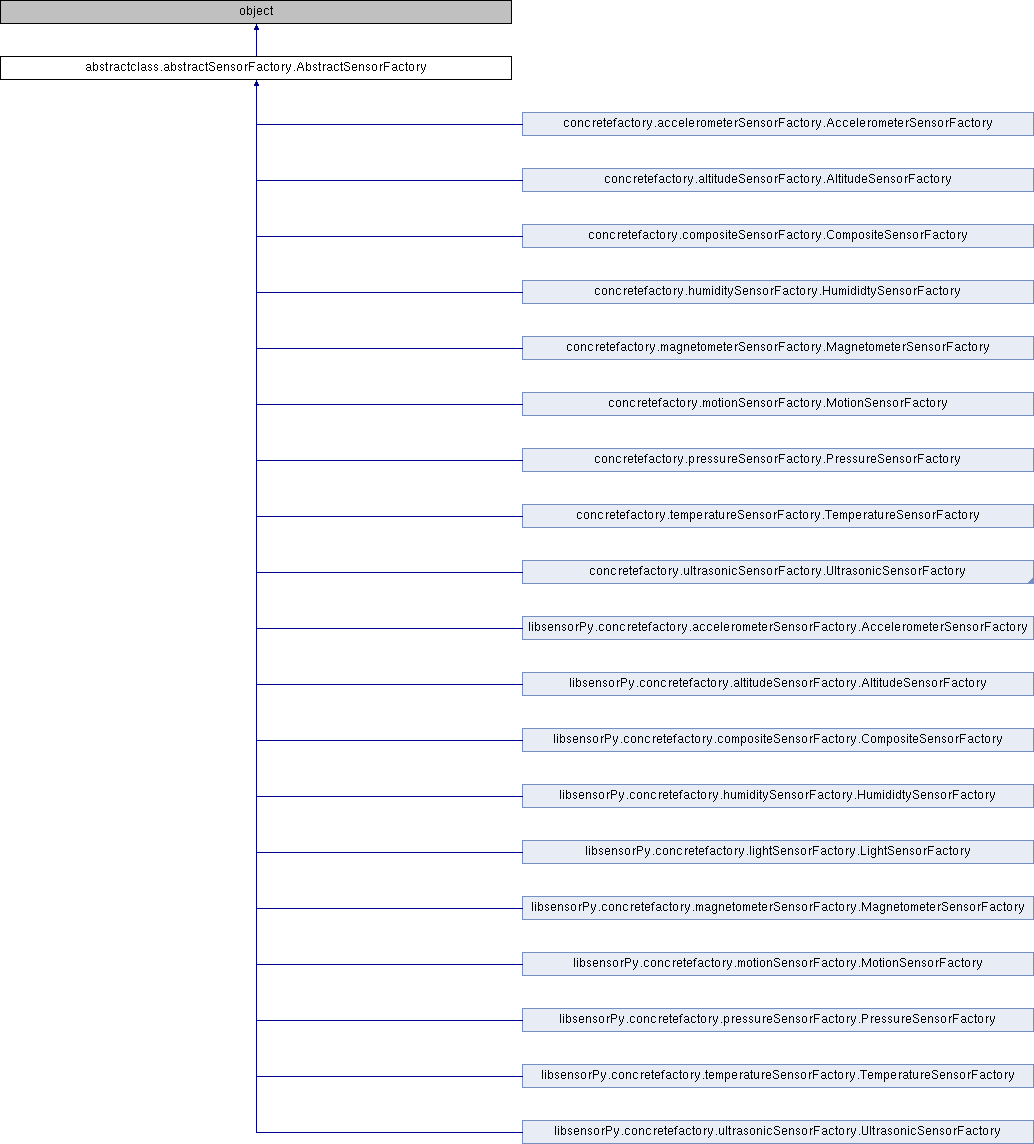 object
abstractclass.abstractSensorFactory.AbstractSensorFactory
concretefactory.accelerometerSensorFactory.AccelerometerSensorFactory
concretefactory.altitudeSensorFactory.AltitudeSensorFactory
concretefactory.compositeSensorFactory.CompositeSensorFactory
concretefactory.humiditySensorFactory.HumididtySensorFactory
concretefactory.magnetometerSensorFactory.MagnetometerSensorFactory
concretefactory.motionSensorFactory.MotionSensorFactory
concretefactory.pressureSensorFactory.PressureSensorFactory
concretefactory.temperatureSensorFactory.TemperatureSensorFactory
concretefactory.ultrasonicSensorFactory.UltrasonicSensorFactory
libsensorPy.concretefactory.accelerometerSensorFactory.AccelerometerSensorFactory
libsensorPy.concretefactory.altitudeSensorFactory.AltitudeSensorFactory
libsensorPy.concretefactory.compositeSensorFactory.CompositeSensorFactory
libsensorPy.concretefactory.humiditySensorFactory.HumididtySensorFactory
libsensorPy.concretefactory.lightSensorFactory.LightSensorFactory
libsensorPy.concretefactory.magnetometerSensorFactory.MagnetometerSensorFactory
libsensorPy.concretefactory.motionSensorFactory.MotionSensorFactory
libsensorPy.concretefactory.pressureSensorFactory.PressureSensorFactory
libsensorPy.concretefactory.temperatureSensorFactory.TemperatureSensorFactory
libsensorPy.concretefactory.ultrasonicSensorFactory.UltrasonicSensorFactory